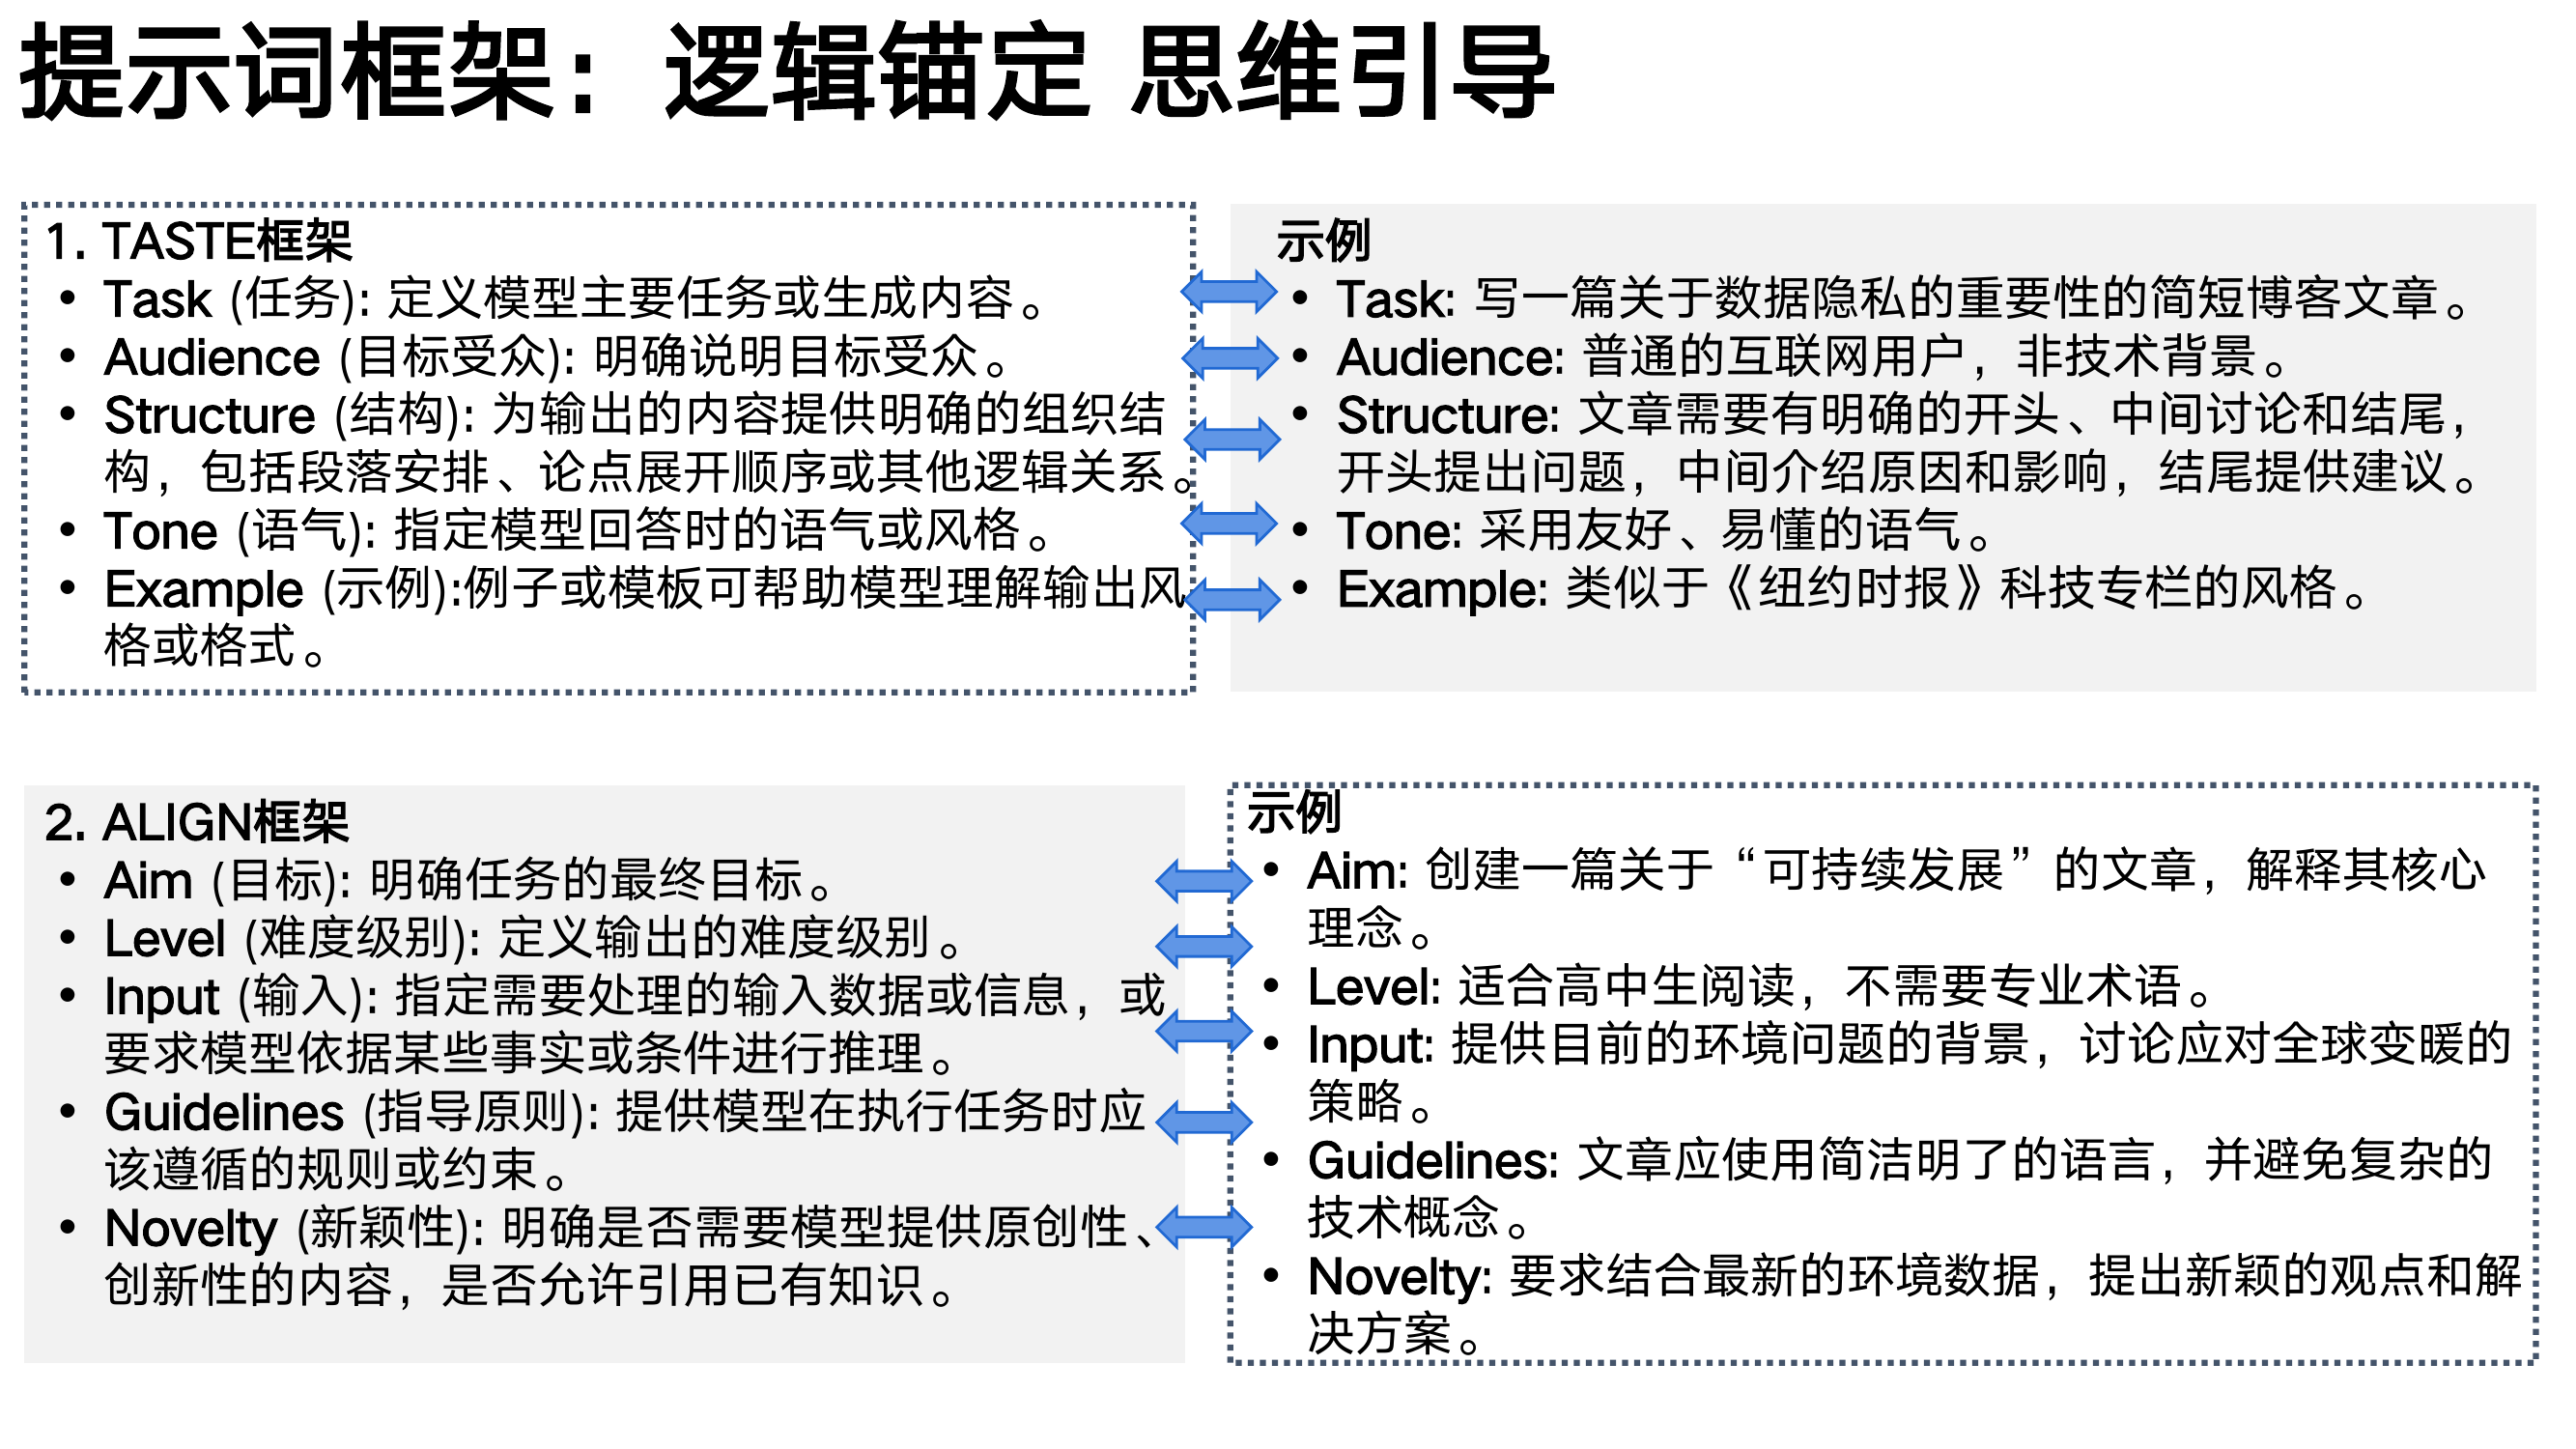 提示词框架：逻辑锚定 思维引导
1. TASTE框架
• Task (任务): 定义模型主要任务或生成内容。
• Audience (目标受众): 明确说明目标受众。
• Structure (结构): 为输出的内容提供明确的组织结
构，包括段落安排、论点展开顺序或其他逻辑关系。
• Tone (语气): 指定模型回答时的语气或风格。
• Example (示例):例子或模板可帮助模型理解输出风
格或格式。
示例
• Task: 写一篇关于数据隐私的重要性的简短博客文章。
• Audience: 普通的互联网用户，非技术背景。
• Structure: 文章需要有明确的开头、中间讨论和结尾，
开头提出问题，中间介绍原因和影响，结尾提供建议。
• Tone: 采用友好、易懂的语气。
• Example: 类似于《纽约时报》科技专栏的风格。
2. ALIGN框架
• Aim (目标): 明确任务的最终目标。
• Level (难度级别): 定义输出的难度级别。
• Input (输入): 指定需要处理的输入数据或信息，或
要求模型依据某些事实或条件进行推理。
• Guidelines (指导原则): 提供模型在执行任务时应
该遵循的规则或约束。
• Novelty (新颖性): 明确是否需要模型提供原创性、
创新性的内容，是否允许引用已有知识。
示例
• Aim: 创建一篇关于“可持续发展”的文章，解释其核心
理念。
• Level: 适合高中生阅读，不需要专业术语。
• Input: 提供目前的环境问题的背景，讨论应对全球变暖的
策略。
• Guidelines: 文章应使用简洁明了的语言，并避免复杂的
技术概念。
• Novelty: 要求结合最新的环境数据，提出新颖的观点和解
决方案。